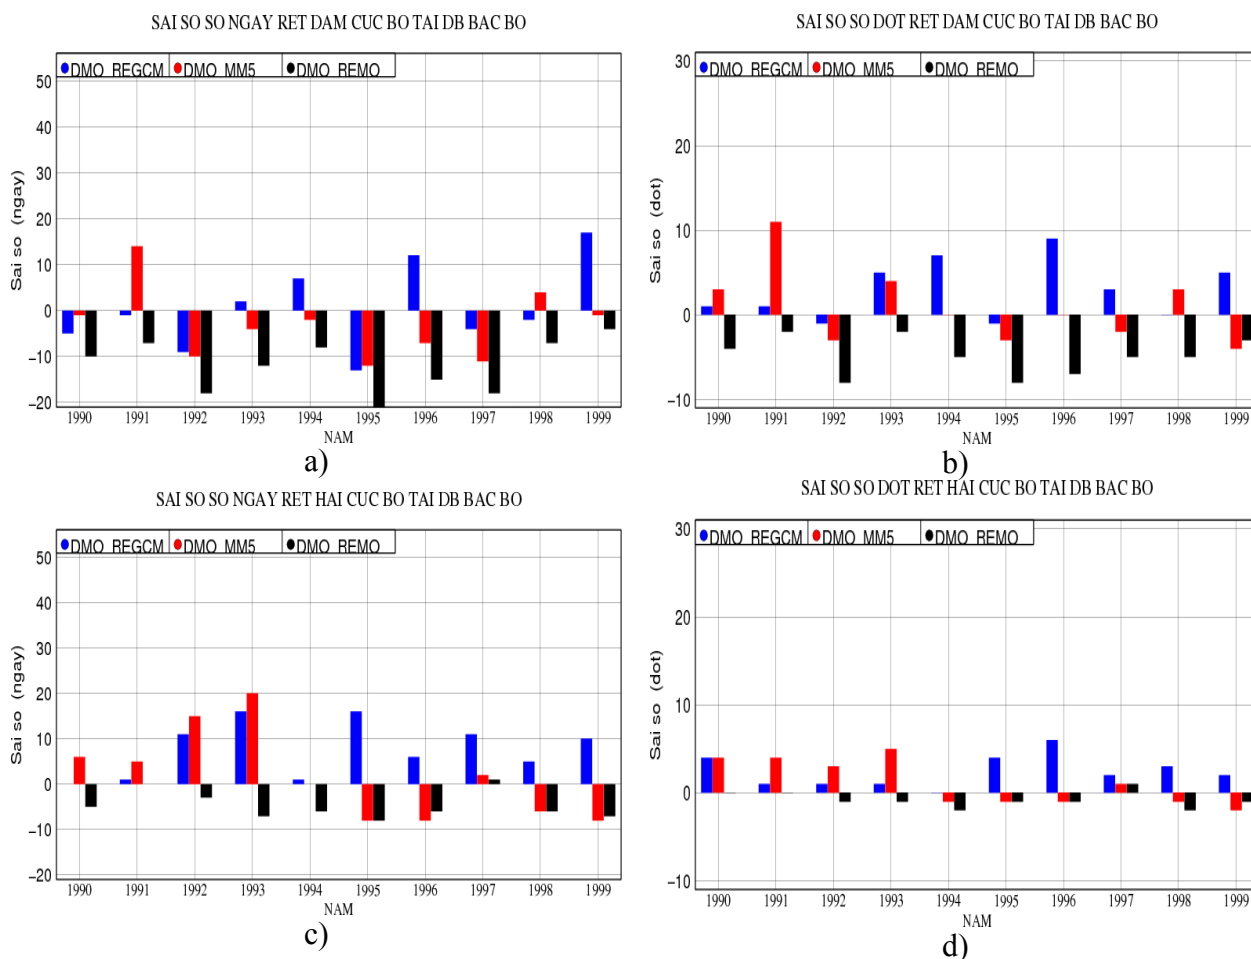 SAI SO SO NGAY RET DAM CUC BO TAI DB BAC BO
DMO_REGCM DMO_MM5 DMO_REMO
50
40
30
20
10
0
−10
−20
Sai so (ngay)
1990 1991 1992 1993 1994 1995 1996 1997 1998 1999
NAM
a)
SAI SO SO DOT RET DAM CUC BO TAI DB BAC BO
DMO_REGCM DMO_MM5 DMO_REMO
30
20
10
0
−10
Sai so (dot)
1990 1991 1992 1993 1994 1995 1996 1997 1998 1999
NAM
b)
SAI SO SO NGAY RET HAI CUC BO TAI DB BAC BO
DMO_REGCM DMO_MM5 DMO_REMO
50
40
30
20
10
0
−10
−20
Sai so (ngay)
1990 1991 1992 1993 1994 1995 1996 1997 1998 1999
NAM
c)
SAI SO SO DOT RET HAI CUC BO TAI DB BAC BO
DMO_REGCM DMO_MM5 DMO_REMO
30
20
10
0
−10
Sai so (dot)
1990 1991 1992 1993 1994 1995 1996 1997 1998 1999
NAM
d)